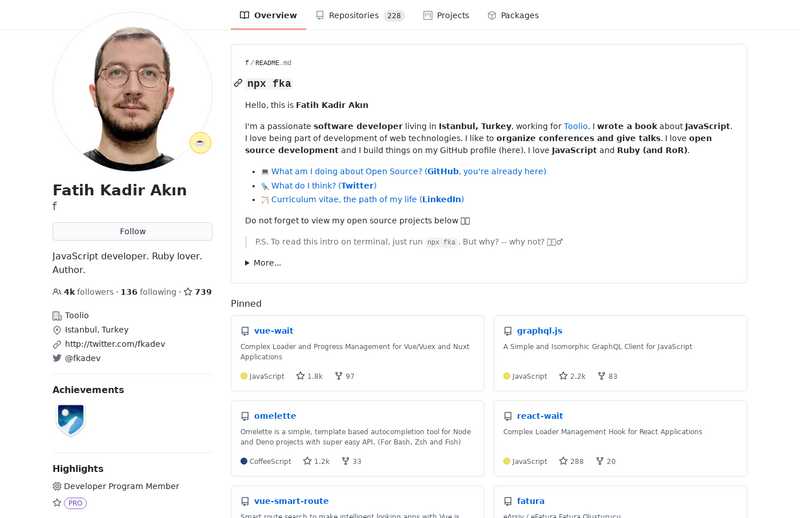 Overview
Repositories 228
Projects
Packages
Fatih Kadir Akın
f
Follow
JavaScript developer. Ruby lover.
Author.
4k followers · 136 following · 739
Toolio
Istanbul, Turkey
http://twitter.com/fkadev
@fkadev
Achievements
Highlights
Developer Program Member
PRO
f / README.md
npx fka
Hello, this is Fatih Kadir Akın
I'm a passionate software developer living in Istanbul, Turkey, working for Toolio. I wrote a book about JavaScript.
I love being part of development of web technologies. I like to organize conferences and give talks. I love open
source development and I build things on my GitHub profile (here). I love JavaScript and Ruby (and RoR).
What am I doing about Open Source? (GitHub, you're already here)
What do I think? (Twitter)
Curriculum vitae, the path of my life (LinkedIn)
Do not forget to view my open source projects below
P.S. To read this intro on terminal, just run npx fka. But why? -- why not?
More...
Pinned
vue-wait
Complex Loader and Progress Management for Vue/Vuex and Nuxt
Applications
JavaScript 1.8k 97
graphql.js
A Simple and Isomorphic GraphQL Client for JavaScript
JavaScript 2.2k 83
omelette
Omelette is a simple, template based autocompletion tool for Node
and Deno projects with super easy API. (For Bash, Zsh and Fish)
CoffeeScript 1.2k 33
react-wait
Complex Loader Management Hook for React Applications
JavaScript 288 20
vue-smart-route
Smart route search to make intelligent looking apps with Vue.js
fatura
eArşiv / eFatura Fatura Oluşturucu